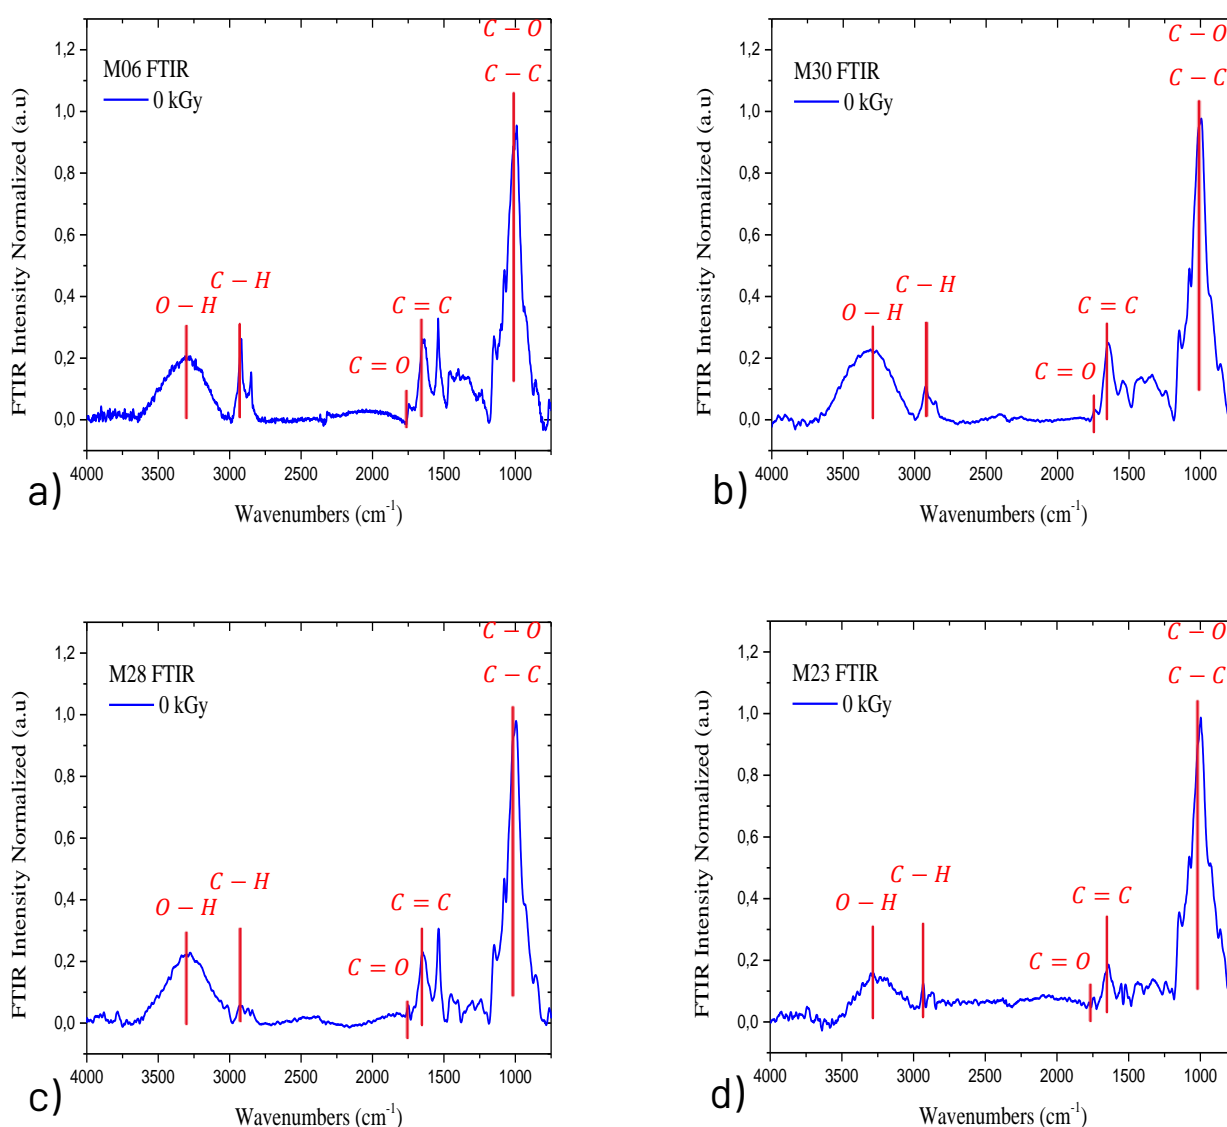 C − O
1,2
M06 FTIR
C − C
0 kGy
1,0
0,8
0,6
0,4
C − H
O − H
C = C
0,2
C = O
0,0
FTIR Intensity Normalized (a.u)
4000 3500 3000 2500 2000 1500 1000
a)
Wavenumbers (cm-1)
C − O
1,2
M30 FTIR
C − C
0 kGy
1,0
0,8
0,6
0,4
C − H
O − H
C = C
0,2
C = O
0,0
FTIR Intensity Normalized (a.u)
4000 3500 3000 2500 2000 1500 1000
b)
Wavenumbers (cm-1)
C − O
1,2
M28 FTIR
C − C
0 kGy
1,0
0,8
0,6
0,4
C − H
O − H
C = C
0,2
C = O
0,0
FTIR Intensity Normalized (a.u)
4000 3500 3000 2500 2000 1500 1000
c)
Wavenumbers (cm-1)
C − O
1,2
M23 FTIR
C − C
0 kGy
1,0
0,8
0,6
0,4
C − H
O − H
C = C
0,2
C = O
0,0
FTIR Intensity Normalized (a.u)
4000 3500 3000 2500 2000 1500 1000
d)
Wavenumbers (cm-1)